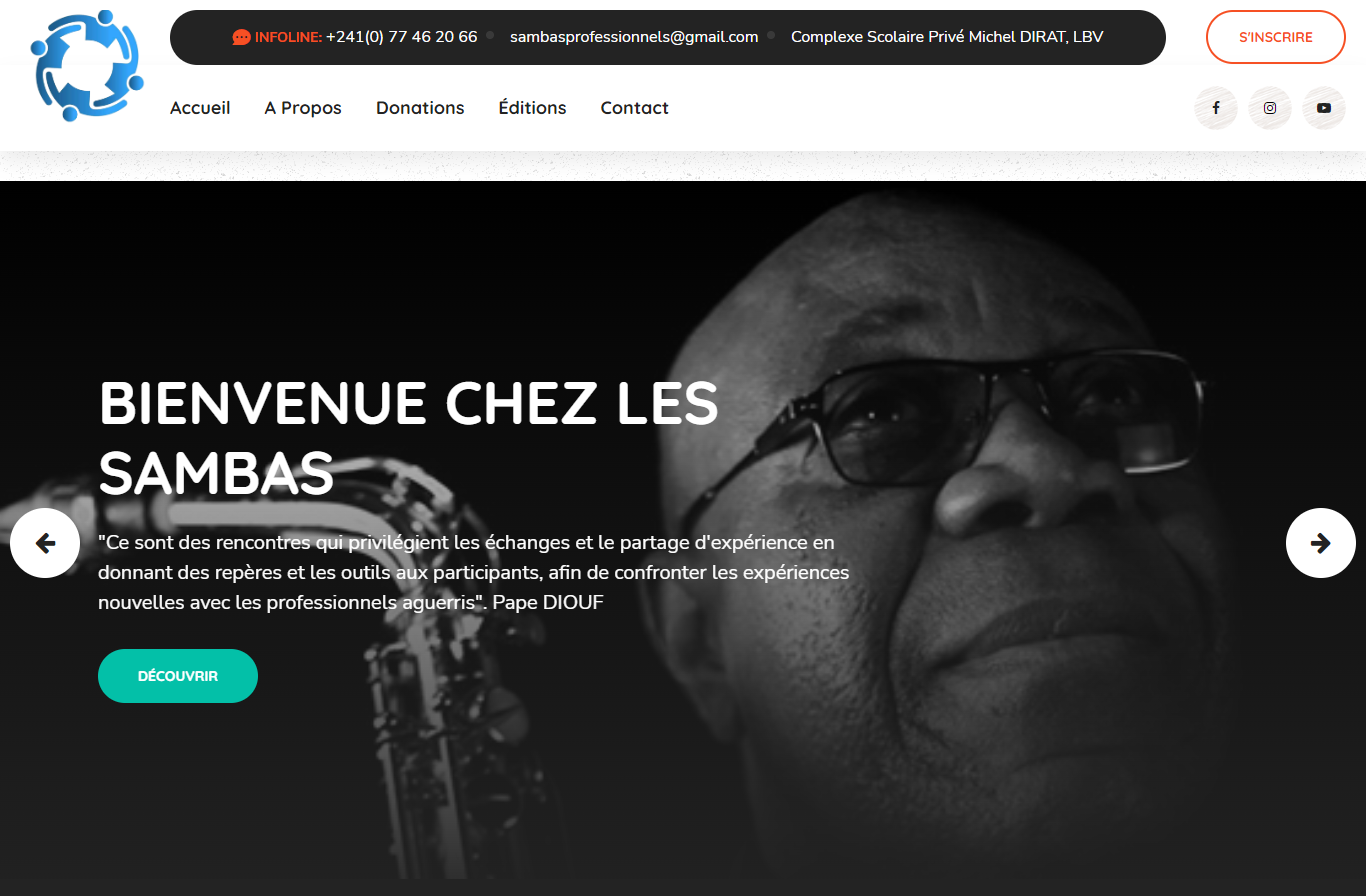 INFOLINE: +241(0) 77 46 20 66 sambasprofessionnels@gmail.com Complexe Scolaire Privé Michel DIRAT, LBV
S'INSCRIRE
Accueil A Propos Donations Éditions Contact
BIENVENUE CHEZ LES
SAMBAS
"Ce sont des rencontres qui privilégient les échanges et le partage d'expérience en
donnant des repères et les outils aux participants, afin de confronter les expériences
nouvelles avec les professionnels aguerris". Pape DIOUF
DÉCOUVRIR